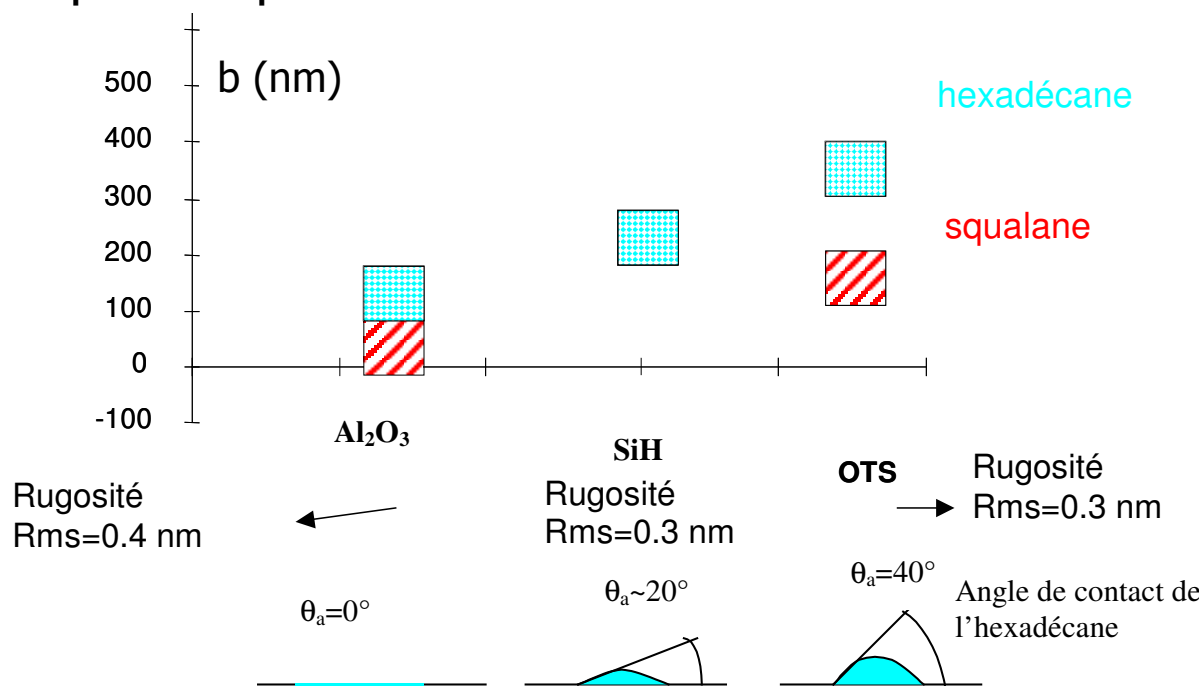 b (nm)
500
400
300
200
100
0
-100
hexadécane
squalane
Al₂O₃
SiH
OTS
Rugosité
Rms=0.4 nm
Rugosité
Rms=0.3 nm
Rugosité
Rms=0.3 nm
θₐ=0°
θₐ~20°
θₐ=40°
Angle de contact de
l’hexadécane